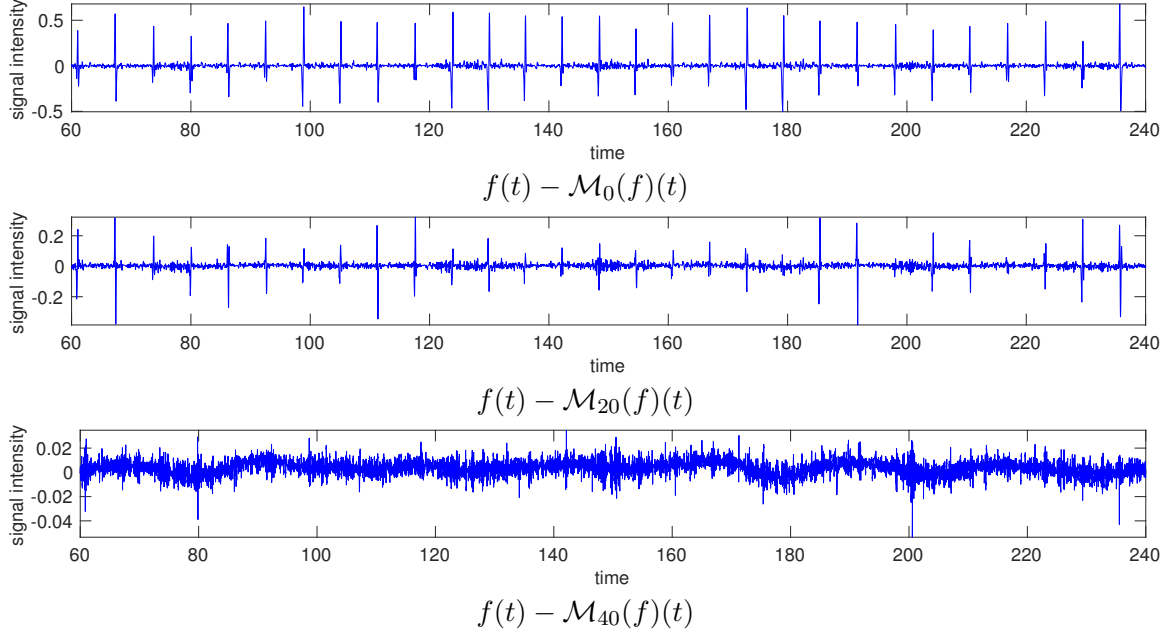 signal intensity
0.5
0
-0.5
60 80 100 120 140 160 180 200 220 240
time
f(t) − M₀(f)(t)
signal intensity
0.2
0
-0.2
60 80 100 120 140 160 180 200 220 240
time
f(t) − M₂₀(f)(t)
signal intensity
0.02
0
-0.02
-0.04
60 80 100 120 140 160 180 200 220 240
time
f(t) − M₄₀(f)(t)